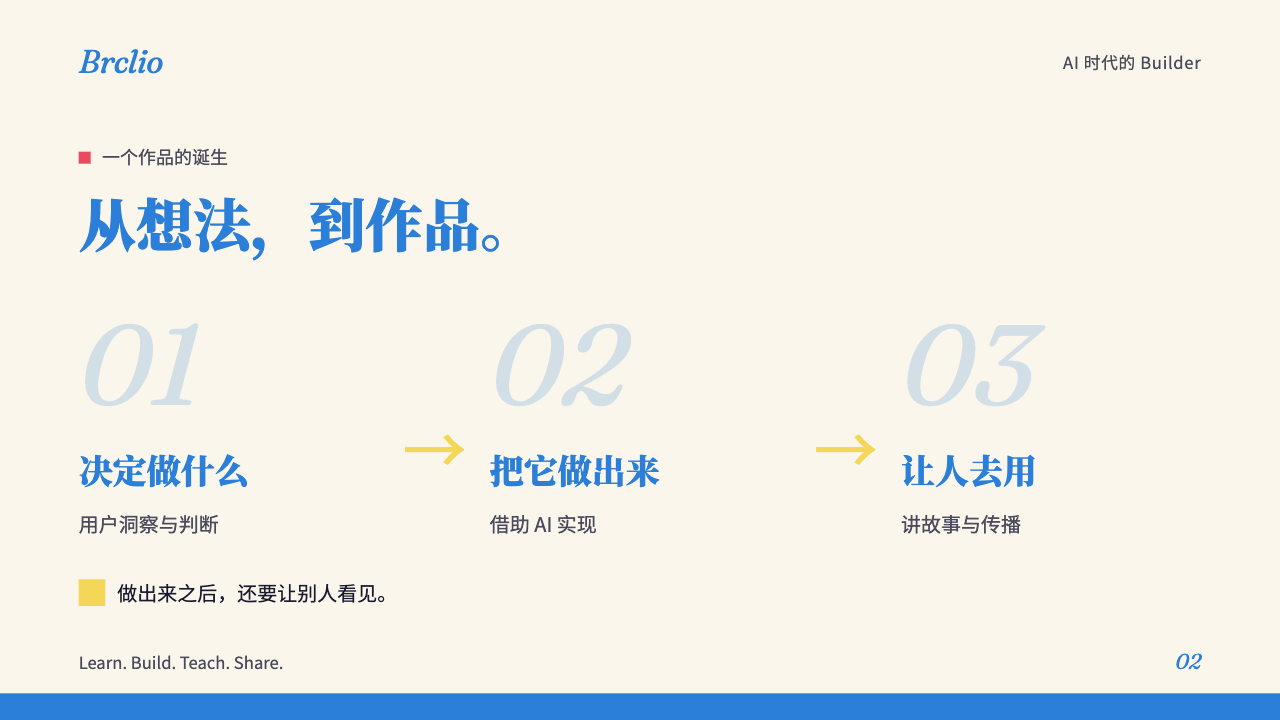 Brclio
AI 时代的 Builder
一个作品的诞生
从想法，到作品。
01
02
03
决定做什么
把它做出来
让人去用
用户洞察与判断
借助 AI 实现
讲故事与传播
做出来之后，还要让别人看见。
Learn. Build. Teach. Share.
02